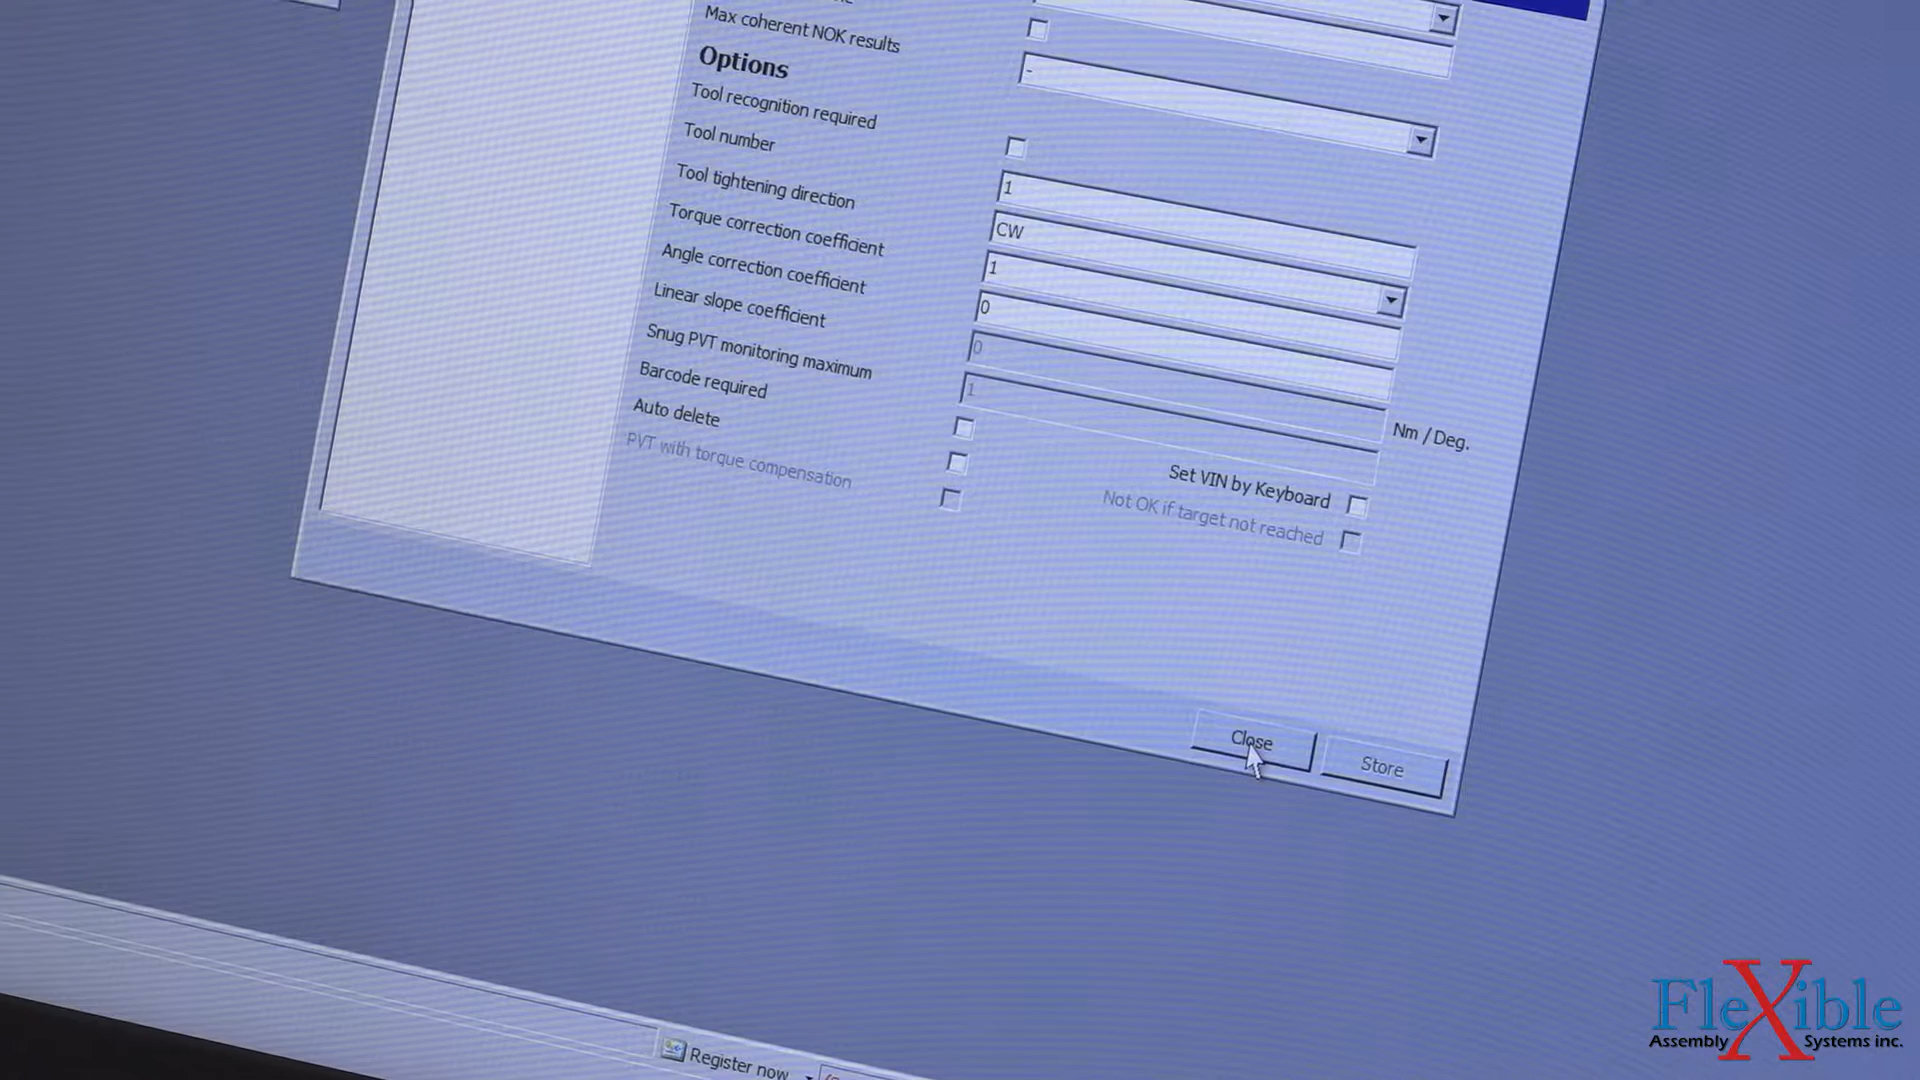 Max coherent NOK results
Options
-
Tool recognition required
Tool number
1
Tool tightening direction
CW
Torque correction coefficient
1
Angle correction coefficient
0
Linear slope coefficient
0
Snug PVT monitoring maximum
1
Nm / Deg.
Barcode required
Set VIN by Keyboard
Auto delete
Not OK if target not reached
PVT with torque compensation
Close
Store
Register now
FleXible
Assembly Systems inc.